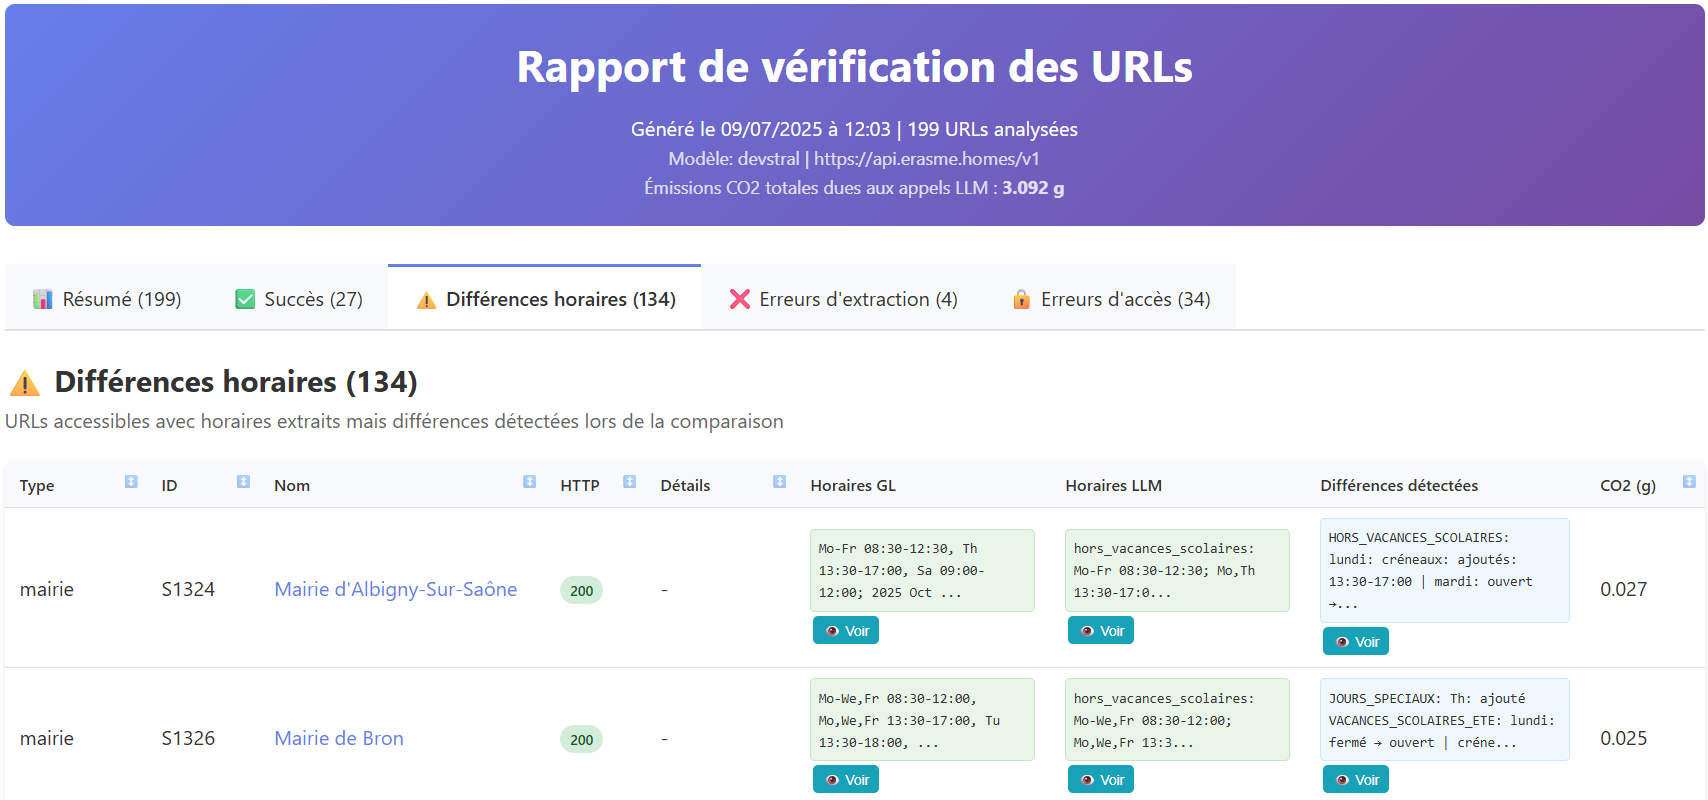 Rapport de vérification des URLs
Généré le 09/07/2025 à 12:03 | 199 URLs analysées
Modèle: devstral | https://api.erasme.homes/v1
Émissions CO2 totales dues aux appels LLM : 3.092 g
Résumé (199)
Succès (27)
Différences horaires (134)
Erreurs d'extraction (4)
Erreurs d'accès (34)
Différences horaires (134)
URLs accessibles avec horaires extraits mais différences détectées lors de la comparaison
Type
ID
Nom
HTTP
Détails
Horaires GL
Horaires LLM
Différences détectées
CO2 (g)
mairie
S1324
Mairie d'Albigny-Sur-Saône
200
-
Mo-Fr 08:30-12:30, Th
13:30-17:00, Sa 09:00-
12:00; 2025 Oct ...
Voir
hors_vacances_scolaires:
Mo-Fr 08:30-12:30; Mo,Th
13:30-17:0...
Voir
HORS_VACANCES_SCOLAIRES:
lundi: créneaux: ajoutés:
13:30-17:00 | mardi: ouvert
→...
Voir
0.027
mairie
S1326
Mairie de Bron
200
-
Mo-We,Fr 08:30-12:00,
Mo,We,Fr 13:30-17:00, Tu
13:30-18:00, ...
Voir
hors_vacances_scolaires:
Mo-We,Fr 08:30-12:00;
Mo,We,Fr 13:3...
Voir
JOURS_SPECIAUX: Th: ajouté
VACANCES_SCOLAIRES_ETE: lundi:
fermé → ouvert | créne...
Voir
0.025